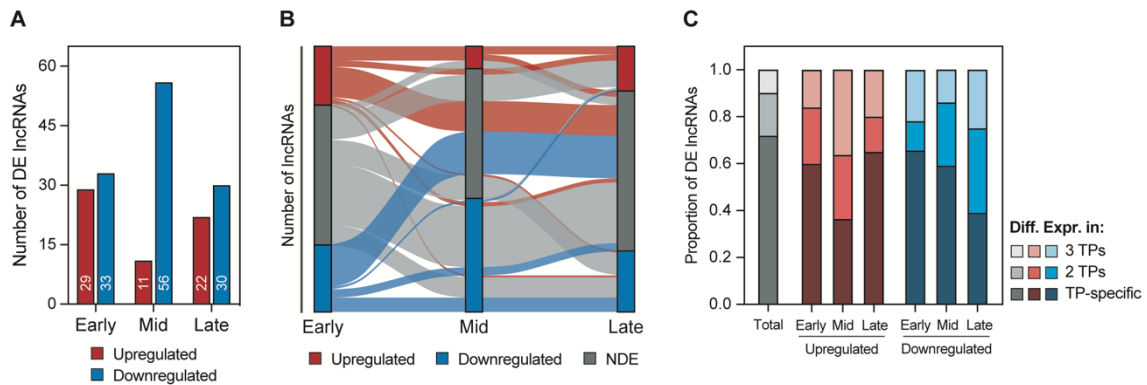 A
Number of DE lncRNAs
60
45
30
15
0
29
33
11
56
22
30
Early
Mid
Late
Upregulated
Downregulated
B
Number of lncRNAs
Early
Mid
Late
Upregulated
Downregulated
NDE
C
Proportion of DE lncRNAs
1.0
0.8
0.6
0.4
0.2
0.0
Total
Early Mid Late
Upregulated
Early Mid Late
Downregulated
Diff. Expr. in:
3 TPs
2 TPs
TP-specific